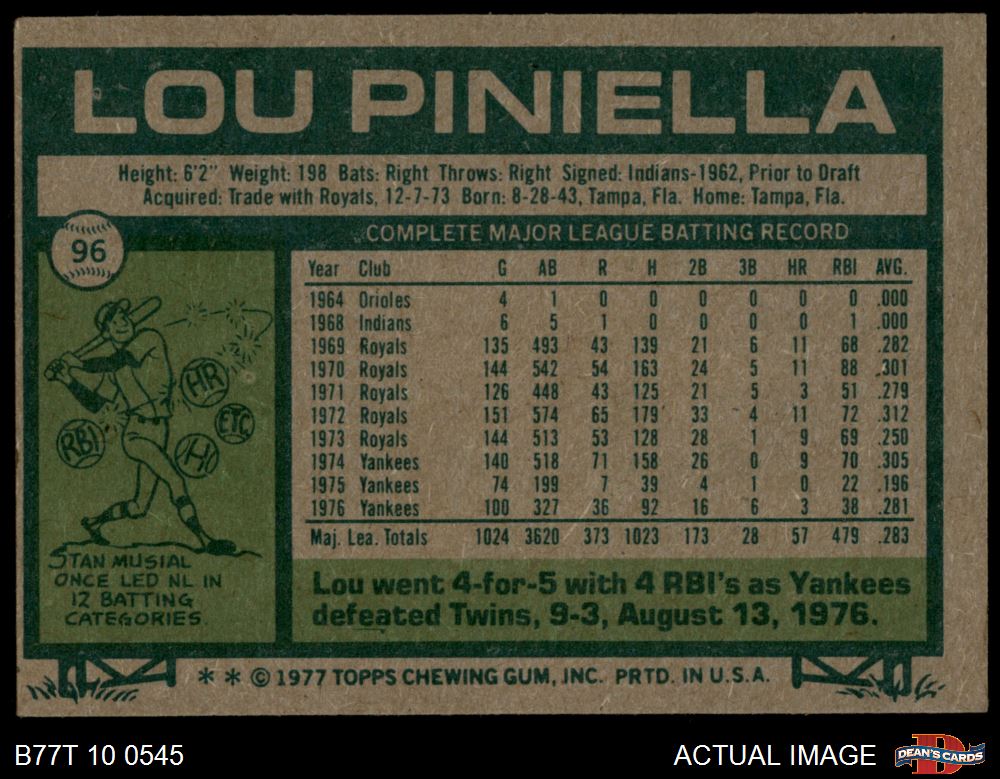 LOU PINIELLA
Height: 6'2" Weight: 198 Bats: Right Throws: Right Signed: Indians-1962, Prior to Draft
Acquired: Trade with Royals, 12-7-73 Born: 8-28-43, Tampa, Fla. Home: Tampa, Fla.
96
COMPLETE MAJOR LEAGUE BATTING RECORD
Year Club G AB R H 2B 3B HR RBI AVG.
1964 Orioles 4 1 0 0 0 0 0 0 .000
1968 Indians 6 5 1 0 0 0 0 1 .000
1969 Royals 135 493 43 139 21 6 11 68 .282
1970 Royals 144 542 54 163 24 5 11 88 .301
1971 Royals 126 448 43 125 21 5 3 51 .279
1972 Royals 151 574 65 179 33 4 11 72 .312
1973 Royals 144 513 53 128 28 1 9 69 .250
1974 Yankees 140 518 71 158 26 0 9 70 .305
1975 Yankees 74 199 7 39 4 1 0 22 .196
1976 Yankees 100 327 36 92 16 6 3 38 .281
Maj. Lea. Totals 1024 3620 373 1023 173 28 57 479 .283
HR
ETC
RBI
H
STAN MUSIAL
ONCE LED NL IN
12 BATTING
CATEGORIES
Lou went 4-for-5 with 4 RBI's as Yankees
defeated Twins, 9-3, August 13, 1976.
* * © 1977 TOPPS CHEWING GUM, INC. PRTD. IN U.S.A.
B77T 10 0545
ACTUAL IMAGE
D
DEAN'S CARDS